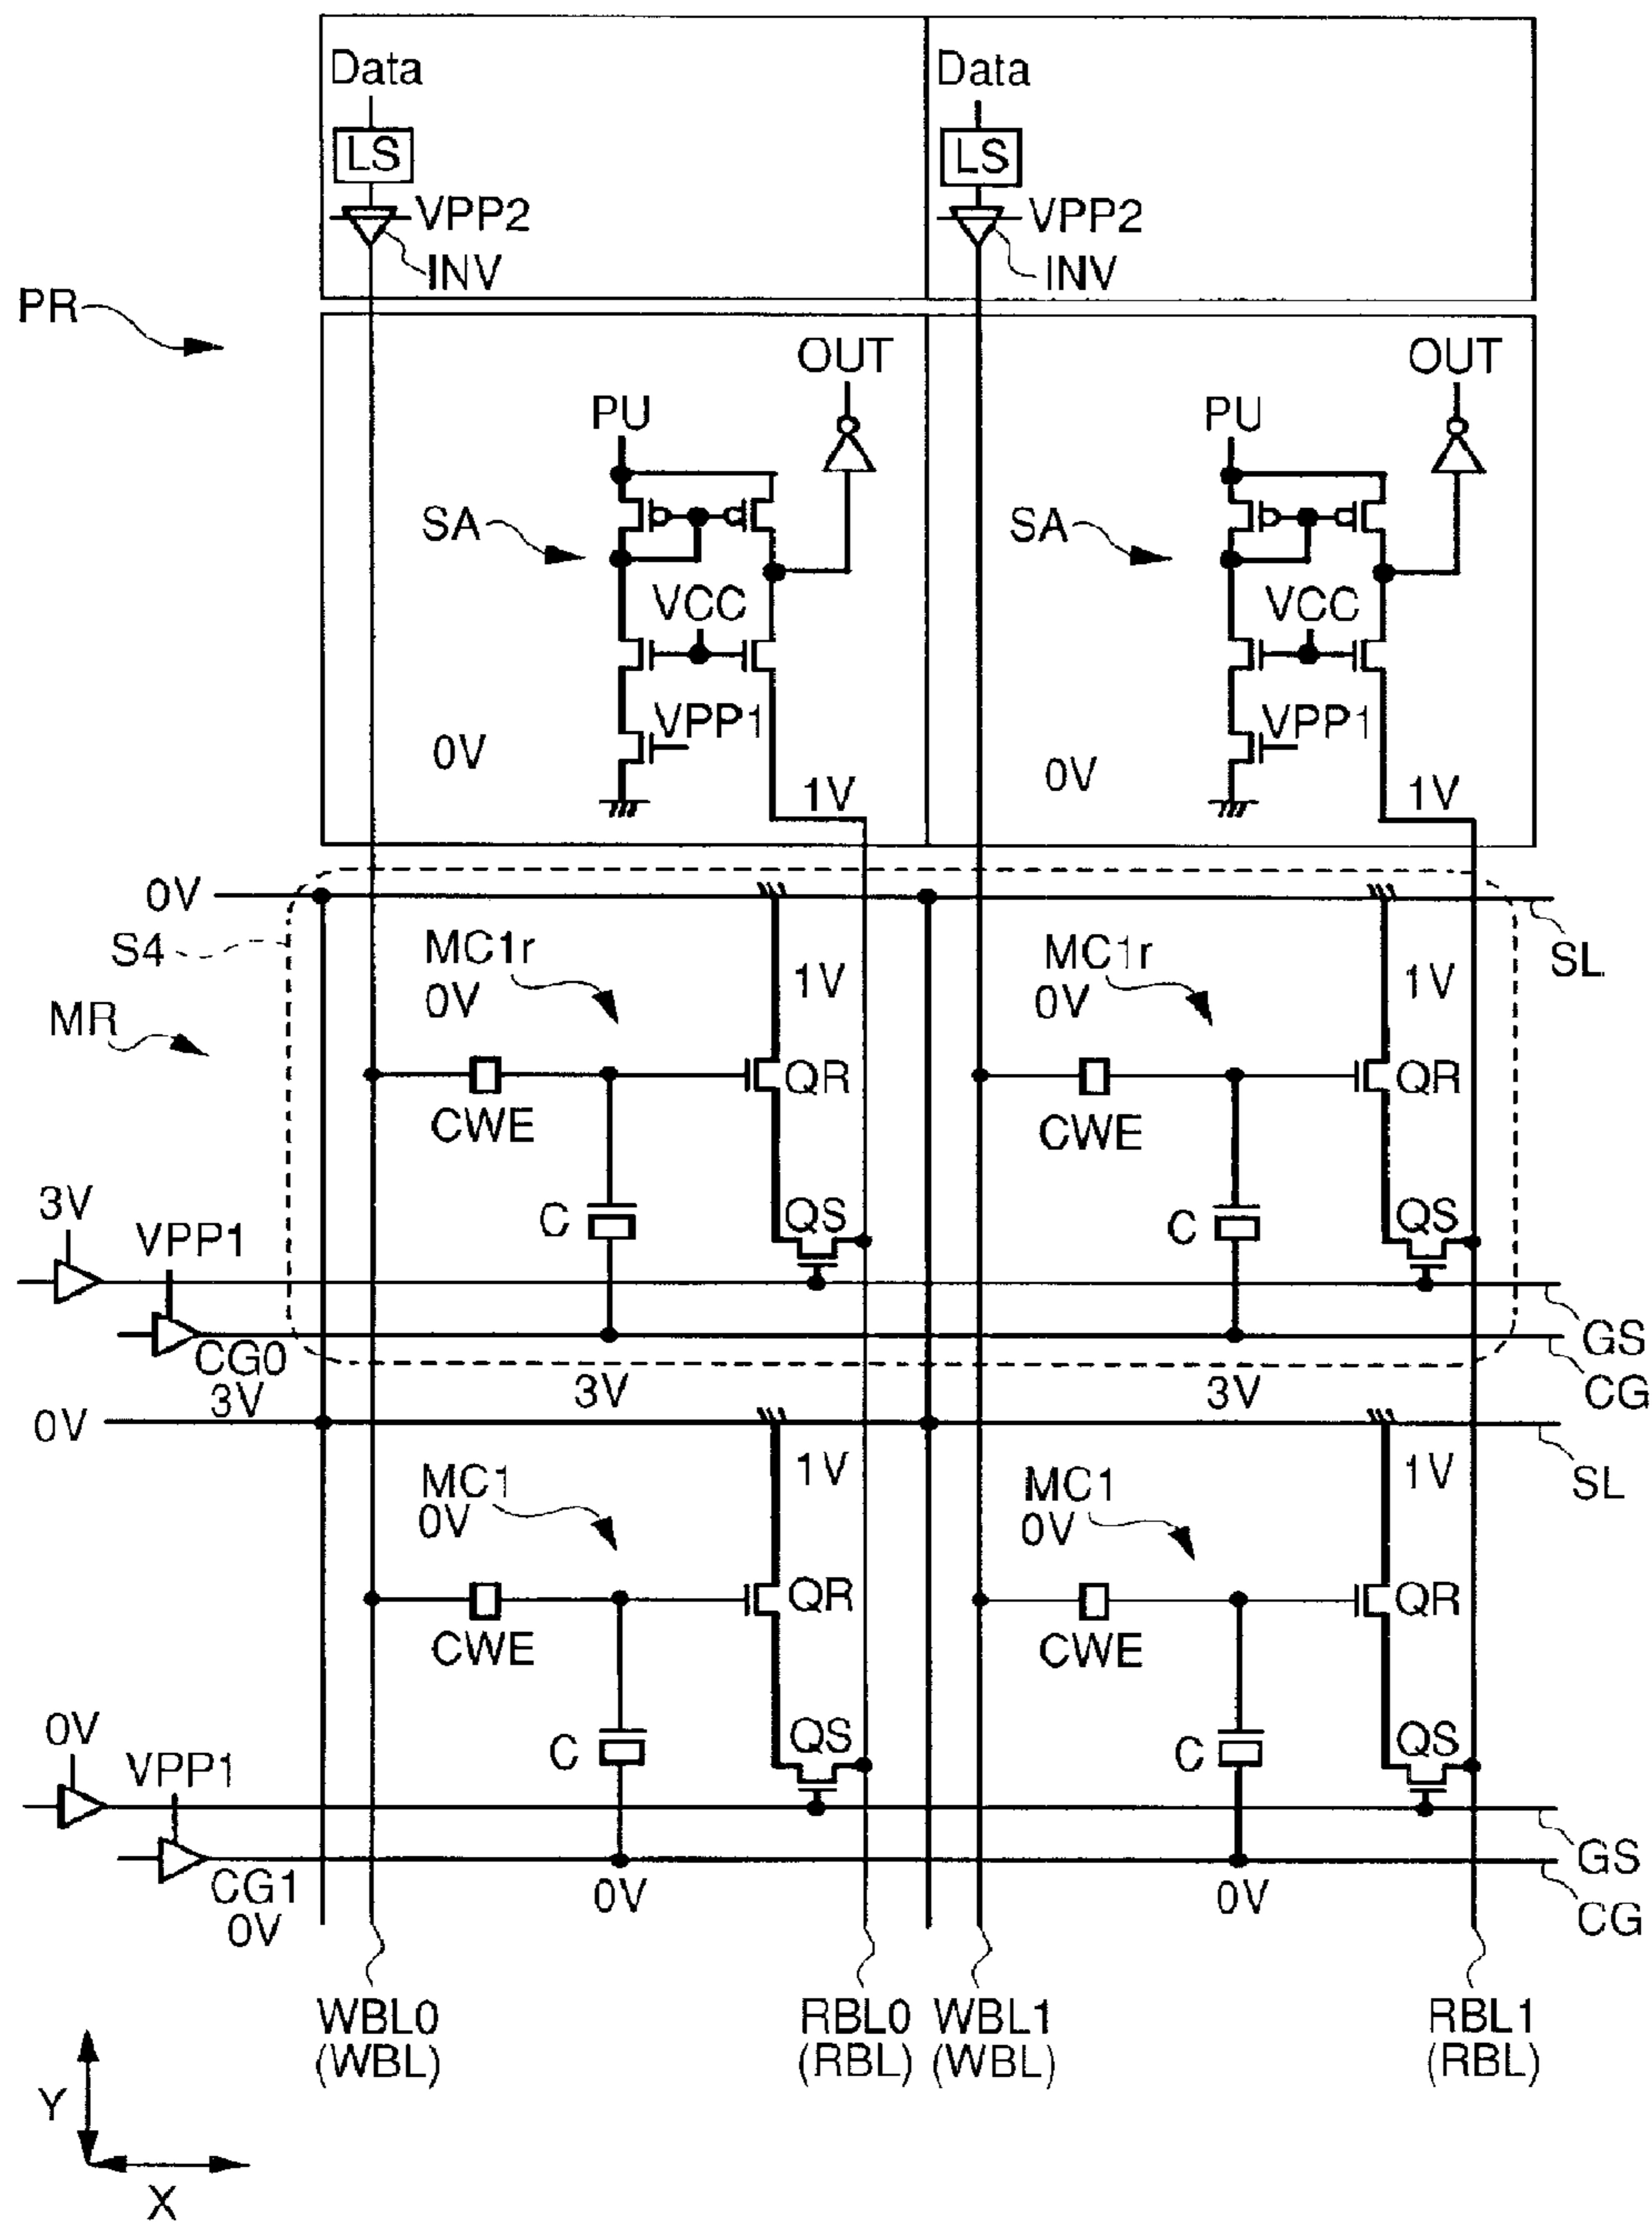 Data Data
LS LS
VPP2 VPP2
INV INV
PR
OUT OUT
PU PU
SA SA
VCC VCC
VPP1 VPP1
0V 0V
1V 1V
0V
S4
SL
MC1r MC1r
0V 1V 0V 1V
MR
QR QR
CWE CWE
3V
VPP1
C QS C QS
GS
CG0
3V 3V 3V
CG
0V
1V 1V
SL
MC1 MC1
0V 0V
QR QR
CWE CWE
0V
VPP1
C QS C QS
GS
CG1
0V 0V 0V
CG
WBL0 RBL0 WBL1 RBL1
(WBL) (RBL) (WBL) (RBL)
Y
X